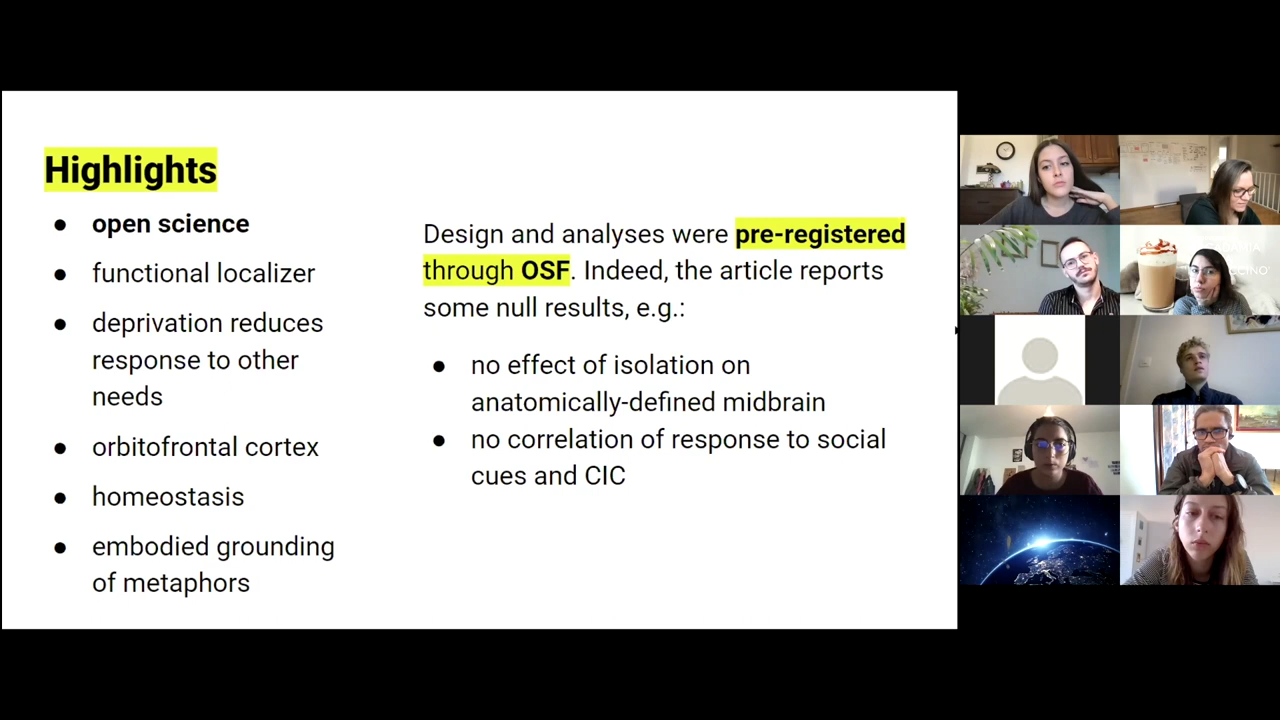 Highlights
● open science
● functional localizer
● deprivation reduces
response to other
needs
● orbitofrontal cortex
● homeostasis
● embodied grounding
of metaphors
Design and analyses were pre-registered
through OSF. Indeed, the article reports
some null results, e.g.:
● no effect of isolation on
anatomically-defined midbrain
● no correlation of response to social
cues and CIC